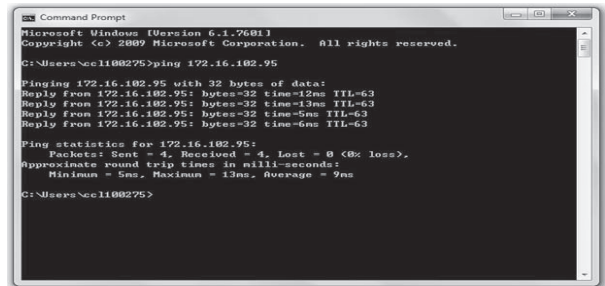 Command Prompt
Microsoft Windows [Version 6.1.7601]
Copyright (c) 2009 Microsoft Corporation.  All rights reserved.
C:\Users\ccl100275>ping 172.16.102.95
Pinging 172.16.102.95 with 32 bytes of data:
Reply from 172.16.102.95: bytes=32 time=12ms TTL=63
Reply from 172.16.102.95: bytes=32 time=13ms TTL=63
Reply from 172.16.102.95: bytes=32 time=5ms TTL=63
Reply from 172.16.102.95: bytes=32 time=6ms TTL=63
Ping statistics for 172.16.102.95:
    Packets: Sent = 4, Received = 4, Lost = 0 (0% loss),
Approximate round trip times in milli-seconds:
    Minimum = 5ms, Maximum = 13ms, Average = 9ms
C:\Users\ccl100275>